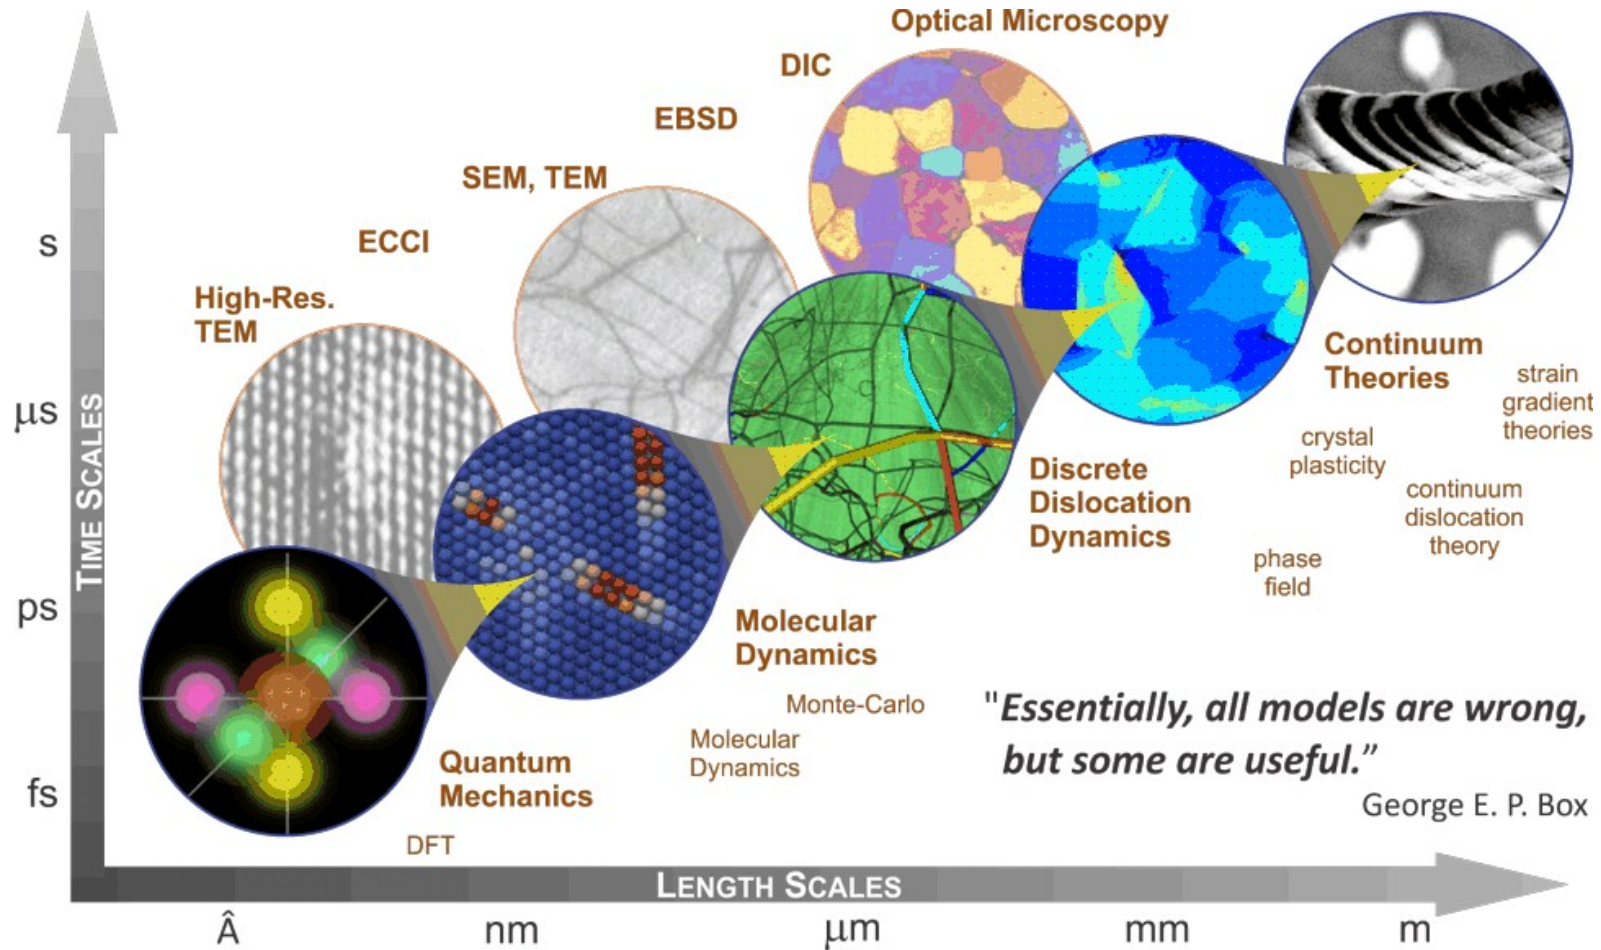 Optical Microscopy
DIC
EBSD
SEM, TEM
ECCI
High-Res.
TEM
s
μs
ps
fs
TIME SCALES
Continuum
Theories
strain
gradient
theories
crystal
plasticity
continuum
dislocation
theory
phase
field
Discrete
Dislocation
Dynamics
Molecular
Dynamics
Monte-Carlo
Molecular
Dynamics
Quantum
Mechanics
DFT
"Essentially, all models are wrong,
but some are useful.”
George E. P. Box
LENGTH SCALES
Â
nm
μm
mm
m